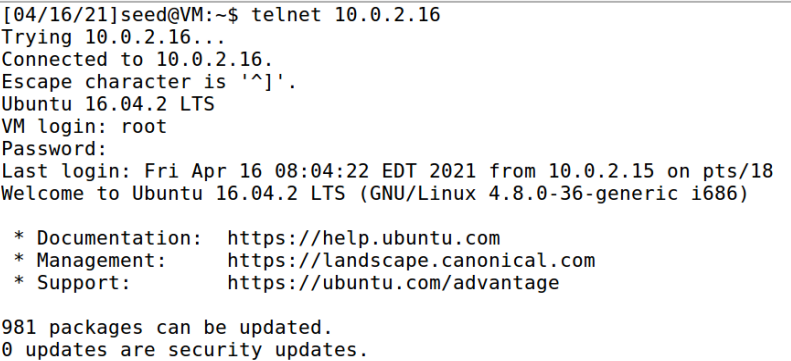 [04/16/21]seed@VM:~$ telnet 10.0.2.16
Trying 10.0.2.16...
Connected to 10.0.2.16.
Escape character is '^]'.
Ubuntu 16.04.2 LTS
VM login: root
Password:
Last login: Fri Apr 16 08:04:22 EDT 2021 from 10.0.2.15 on pts/18
Welcome to Ubuntu 16.04.2 LTS (GNU/Linux 4.8.0-36-generic i686)

 * Documentation:  https://help.ubuntu.com
 * Management:     https://landscape.canonical.com
 * Support:        https://ubuntu.com/advantage

981 packages can be updated.
0 updates are security updates.